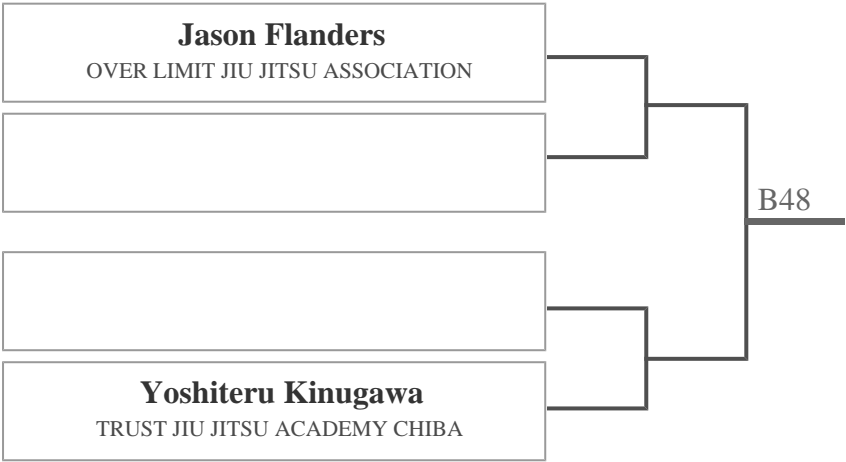 Jason Flanders
OVER LIMIT JIU JITSU ASSOCIATION
B48
Yoshiteru Kinugawa
TRUST JIU JITSU ACADEMY CHIBA